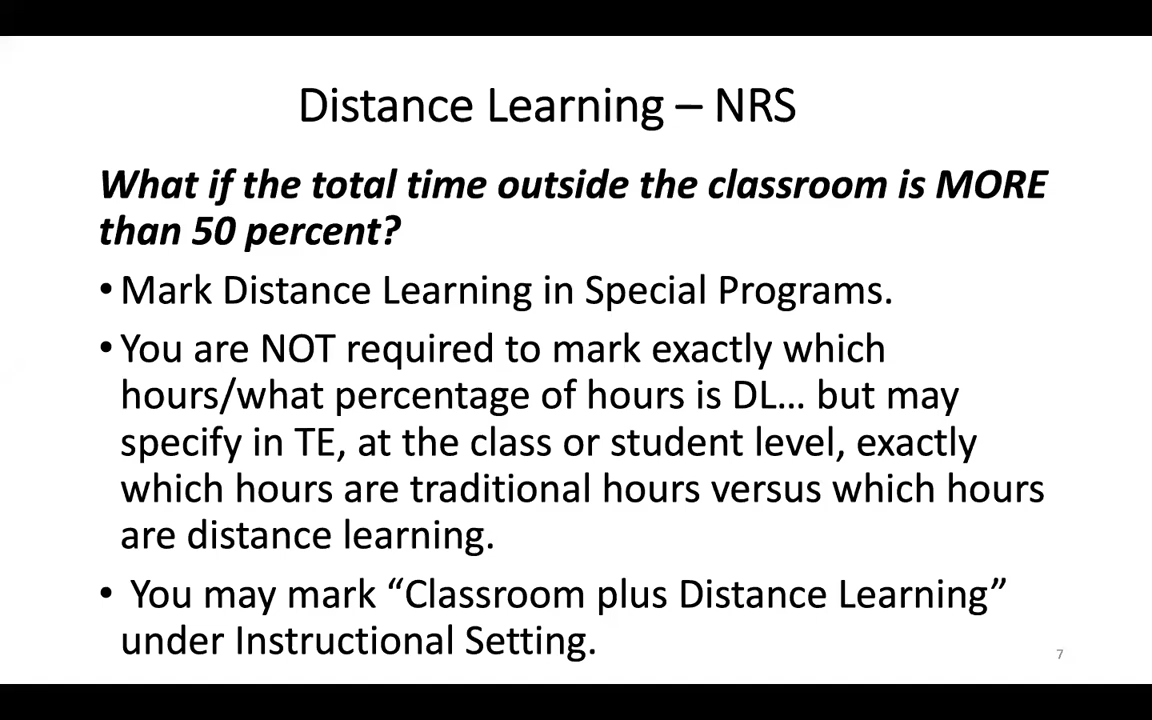 Distance Learning – NRS
What if the total time outside the classroom is MORE
than 50 percent?
• Mark Distance Learning in Special Programs.
• You are NOT required to mark exactly which
hours/what percentage of hours is DL… but may
specify in TE, at the class or student level, exactly
which hours are traditional hours versus which hours
are distance learning.
• You may mark “Classroom plus Distance Learning”
under Instructional Setting.
7